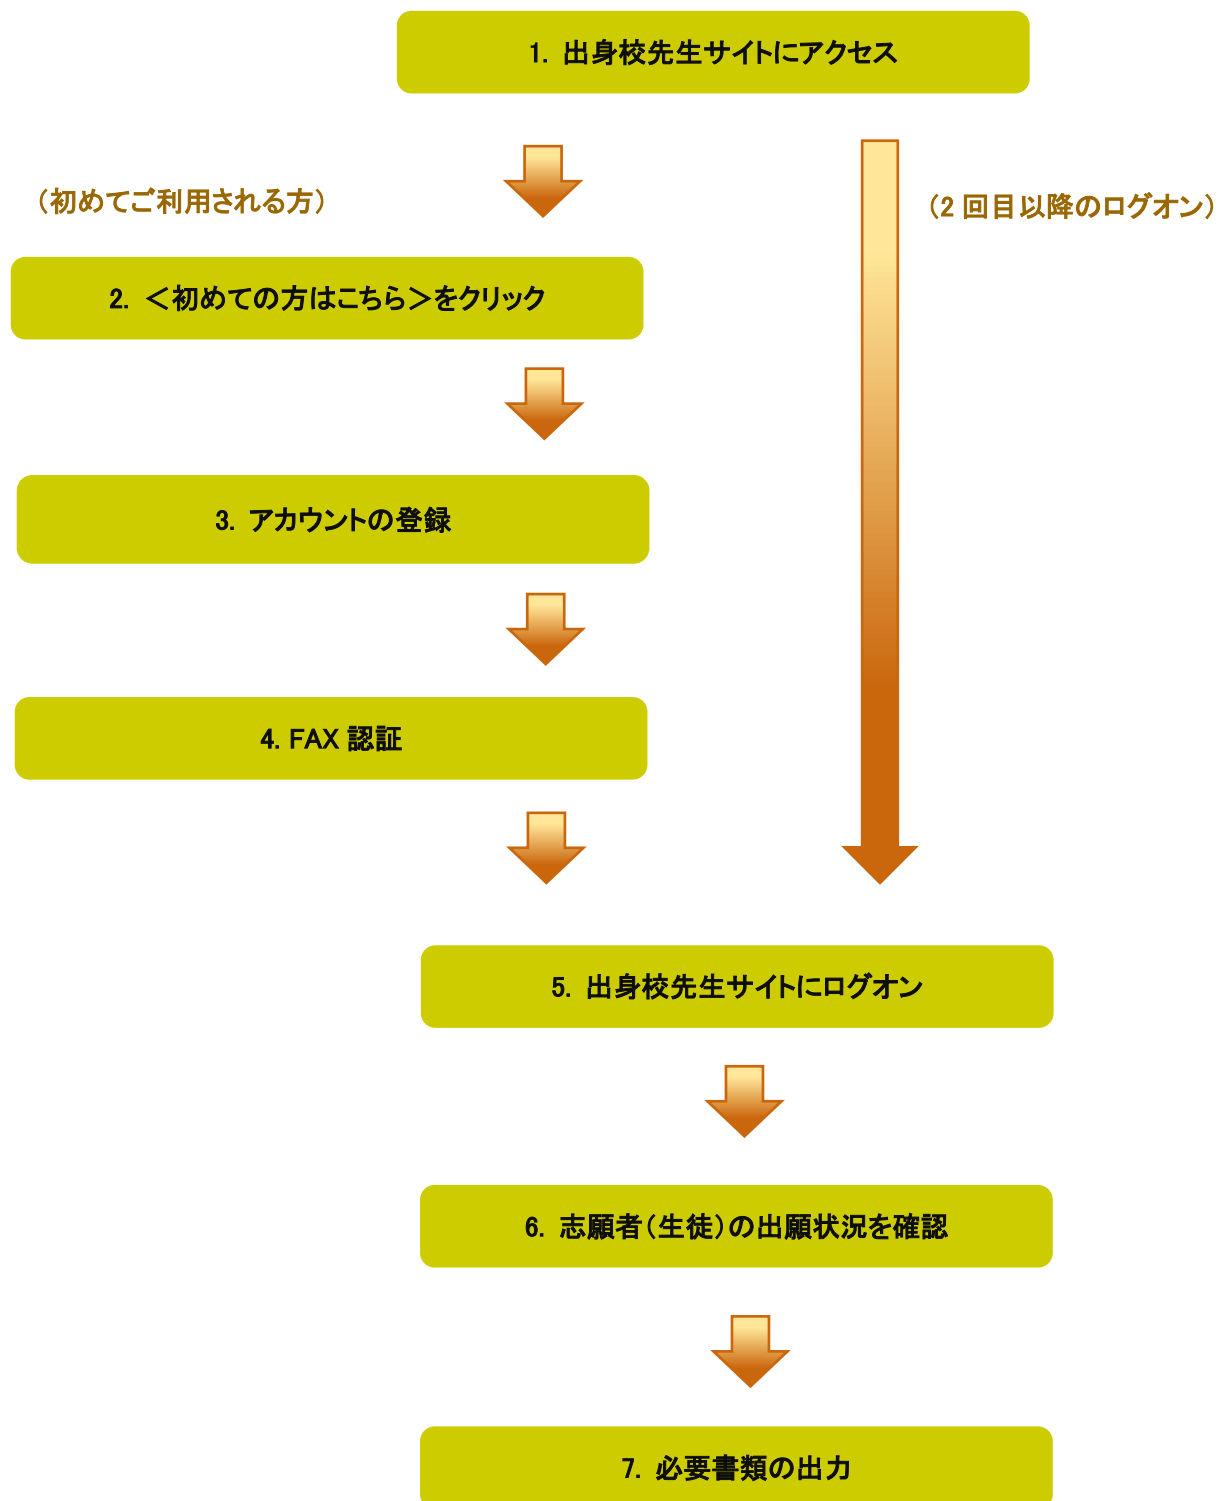 1. 出身校先生サイトにアクセス
（初めてご利用される方）
（2 回目以降のログオン）
2. ＜初めての方はこちら＞をクリック
3. アカウントの登録
4. FAX 認証
5. 出身校先生サイトにログオン
6. 志願者（生徒）の出願状況を確認
7. 必要書類の出力